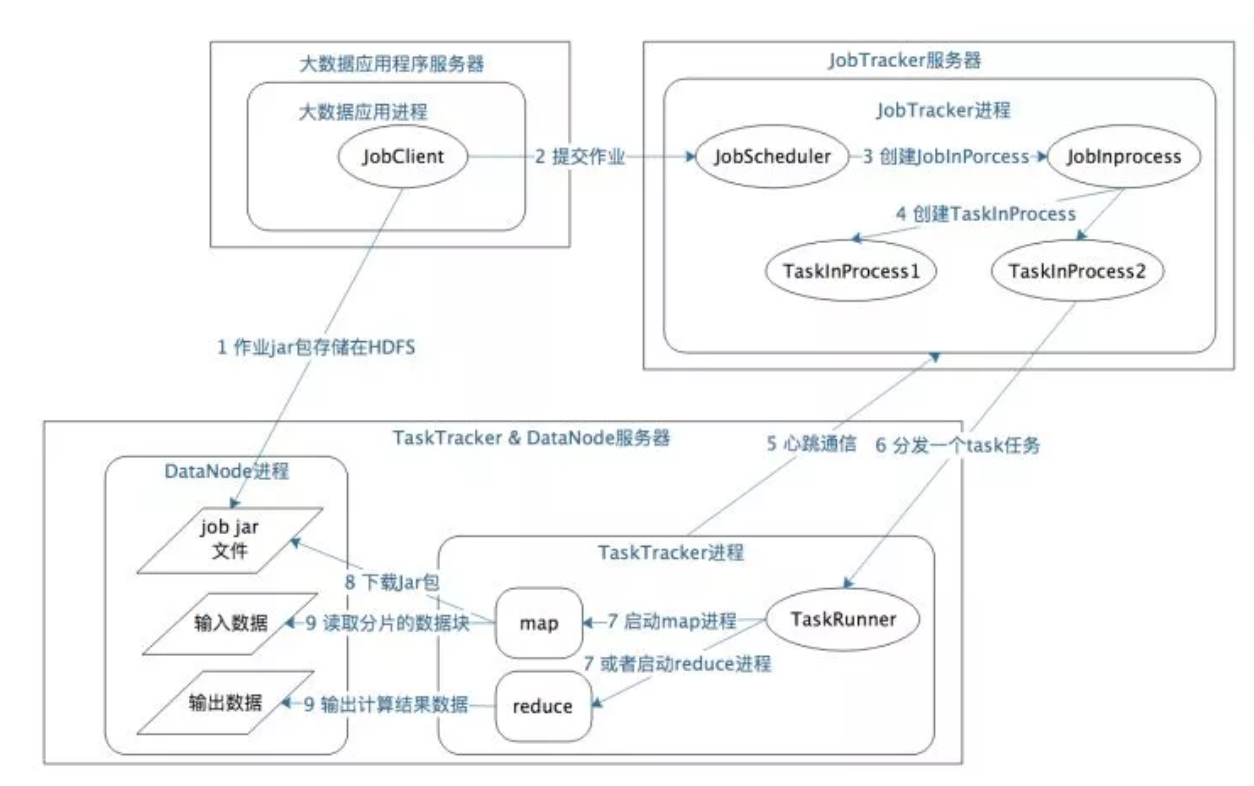 大数据应用程序服务器
大数据应用进程
JobClient
2 提交作业
JobTracker服务器
JobTracker进程
JobScheduler
3 创建JobInPorcess
JobInprocess
4 创建TaskInProcess
TaskInProcess1
TaskInProcess2
1 作业jar包存储在HDFS
TaskTracker & DataNode服务器
5 心跳通信
6 分发一个task任务
DataNode进程
job jar
文件
TaskTracker进程
8 下载Jar包
输入数据
9 读取分片的数据块
map
7 启动map进程
TaskRunner
7 或者启动reduce进程
输出数据
9 输出计算结果数据
reduce